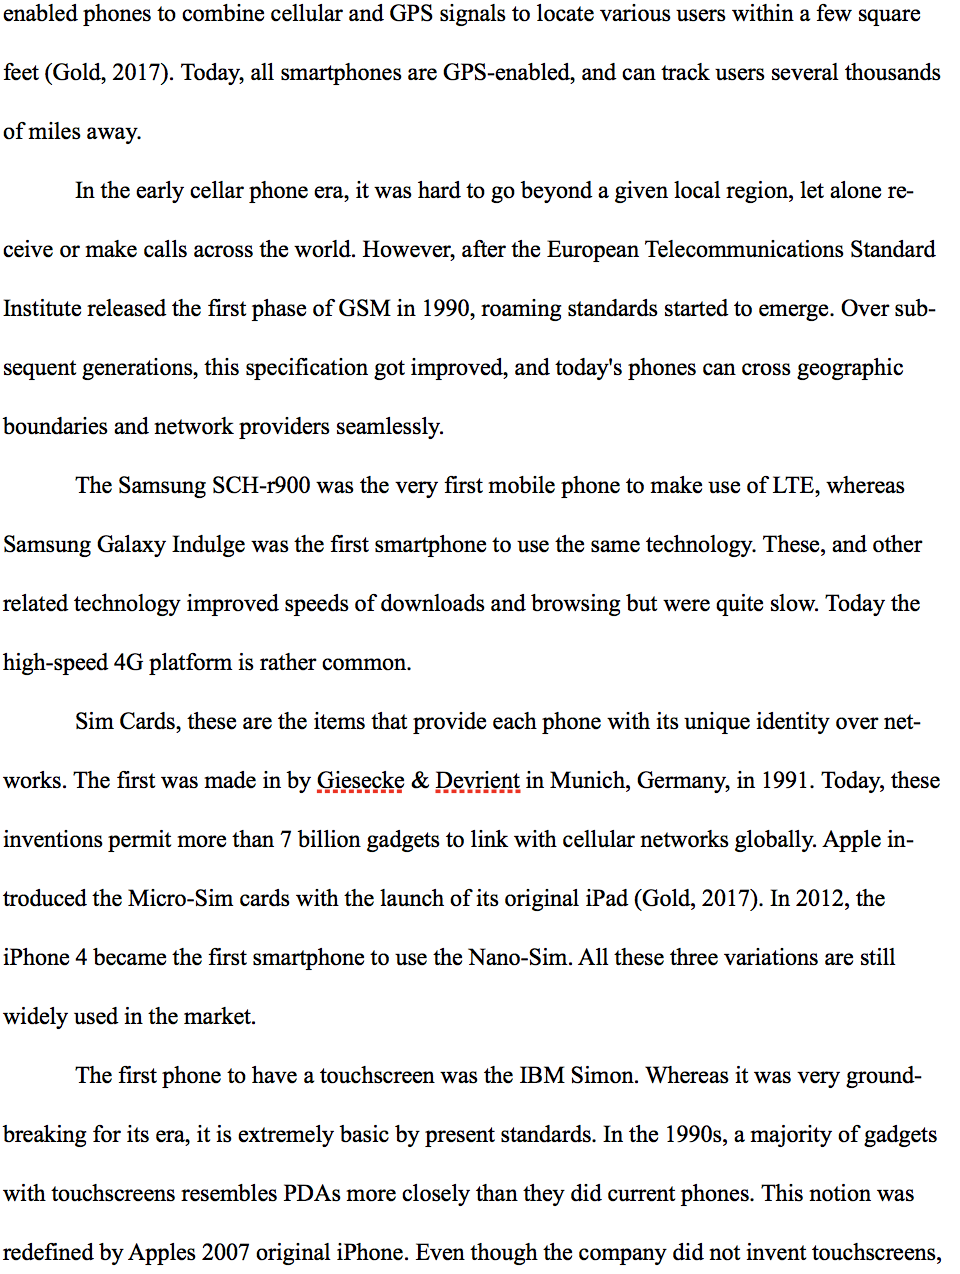 enabled phones to combine cellular and GPS signals to locate various users within a few square
feet (Gold, 2017). Today, all smartphones are GPS-enabled, and can track users several thousands
of miles away.
In the early cellar phone era, it was hard to go beyond a given local region, let alone re-
ceive or make calls across the world. However, after the European Telecommunications Standard
Institute released the first phase of GSM in 1990, roaming standards started to emerge. Over sub-
sequent generations, this specification got improved, and today's phones can cross geographic
boundaries and network providers seamlessly.
The Samsung SCH-r900 was the very first mobile phone to make use of LTE, whereas
Samsung Galaxy Indulge was the first smartphone to use the same technology. These, and other
related technology improved speeds of downloads and browsing but were quite slow. Today the
high-speed 4G platform is rather common.
Sim Cards, these are the items that provide each phone with its unique identity over net-
works. The first was made in by Giesecke & Devrient in Munich, Germany, in 1991. Today, these
inventions permit more than 7 billion gadgets to link with cellular networks globally. Apple in-
troduced the Micro-Sim cards with the launch of its original iPad (Gold, 2017). In 2012, the
iPhone 4 became the first smartphone to use the Nano-Sim. All these three variations are still
widely used in the market.
The first phone to have a touchscreen was the IBM Simon. Whereas it was very ground-
breaking for its era, it is extremely basic by present standards. In the 1990s, a majority of gadgets
with touchscreens resembles PDAs more closely than they did current phones. This notion was
redefined by Apples 2007 original iPhone. Even though the company did not invent touchscreens,